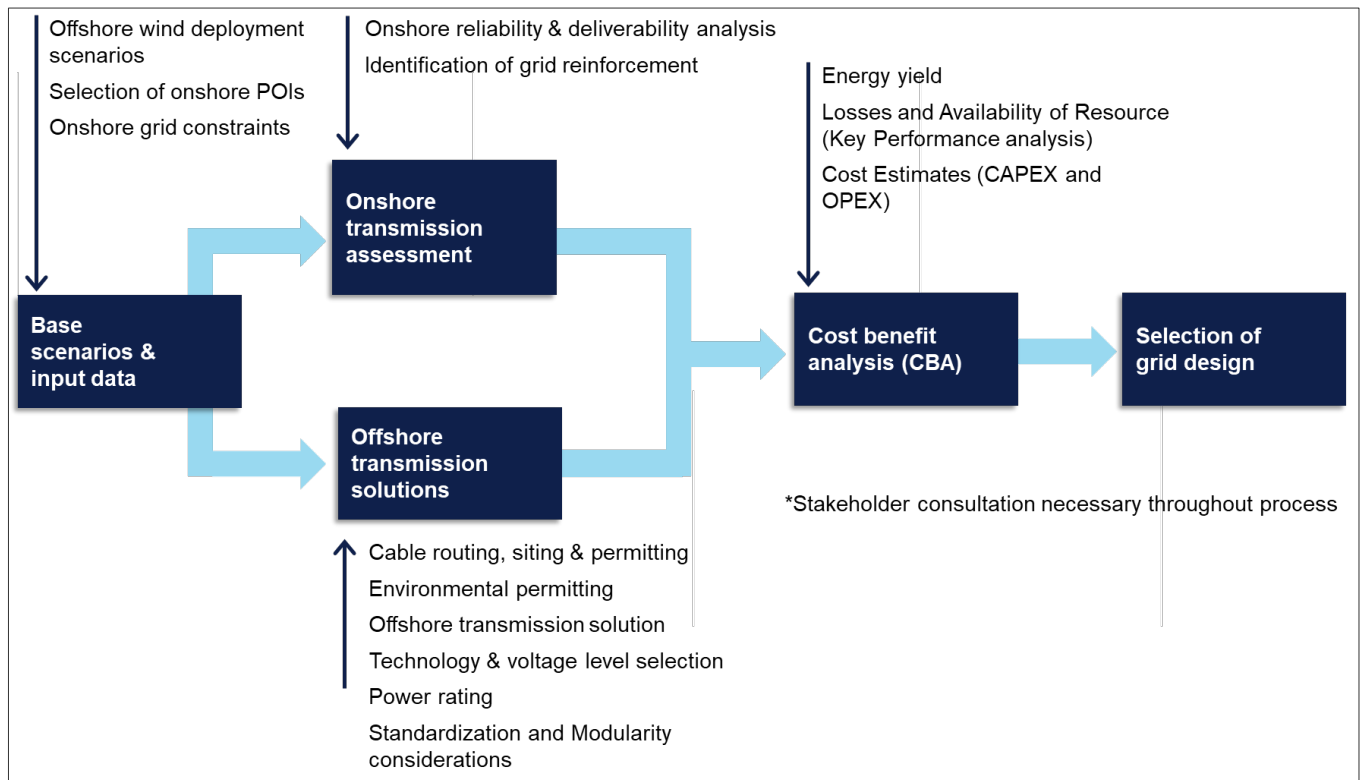 Offshore wind deployment
scenarios
Selection of onshore POIs
Onshore grid constraints
Onshore reliability & deliverability analysis
Identification of grid reinforcement
Energy yield
Losses and Availability of Resource
(Key Performance analysis)
Cost Estimates (CAPEX and
OPEX)
Base
scenarios &
input data
Onshore
transmission
assessment
Offshore
transmission
solutions
Cost benefit
analysis (CBA)
Selection of
grid design
*Stakeholder consultation necessary throughout process
Cable routing, siting & permitting
Environmental permitting
Offshore transmission solution
Technology & voltage level selection
Power rating
Standardization and Modularity
considerations